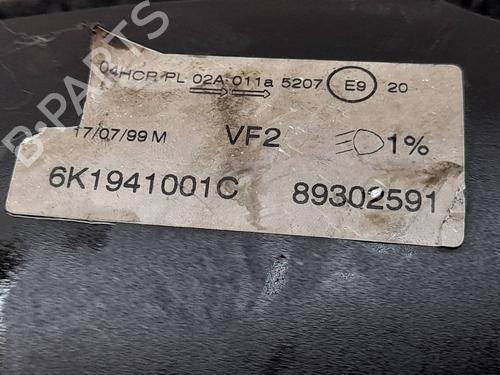 04HCR PL 02A 011a 5207 E9 20
17/07/99 M VF2 1%
6K1941001C 89302591
B-PARTS